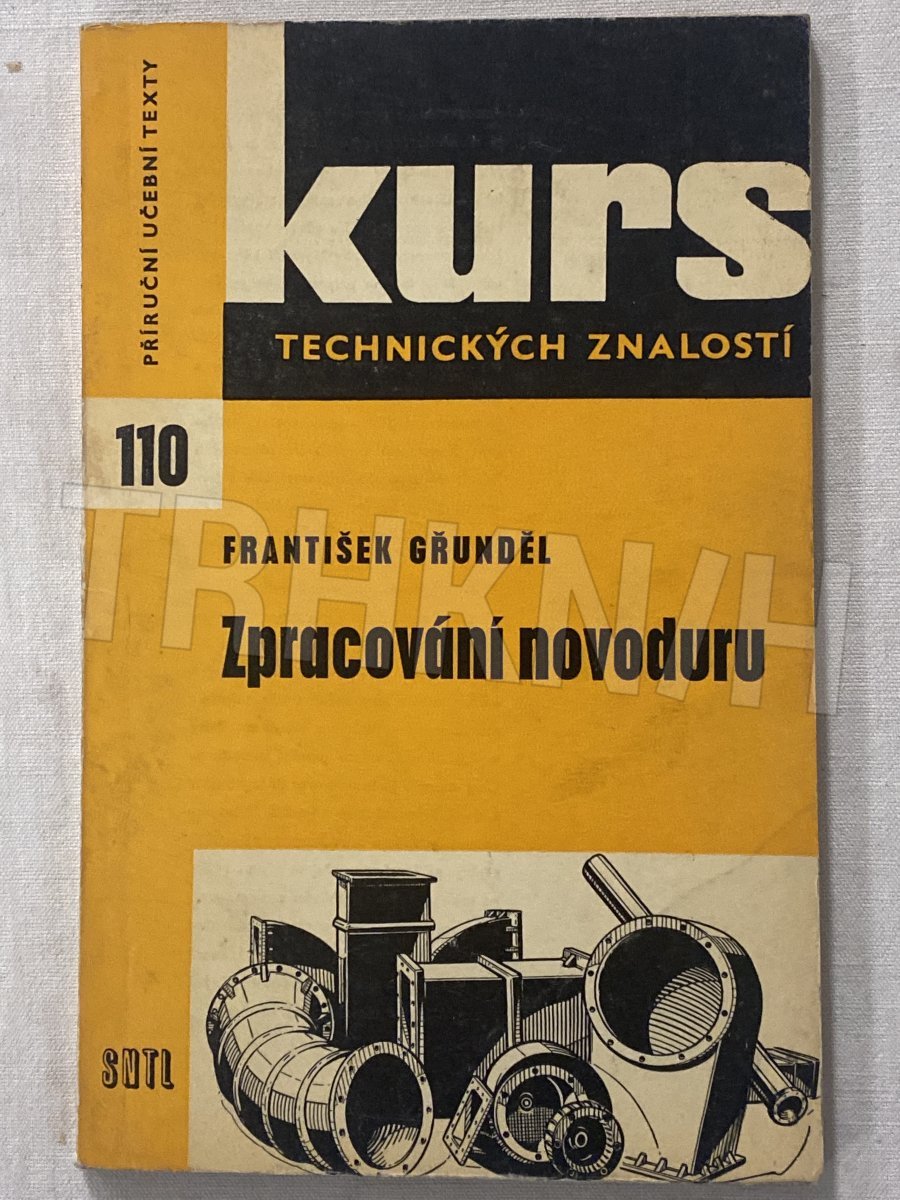 PŘÍRUČNÍ UČEBNÍ TEXTY
kurs
TECHNICKÝCH ZNALOSTÍ
110
FRANTIŠEK GŘUNDĚL
Zpracování novoduru
TRHKNIH
SNTL